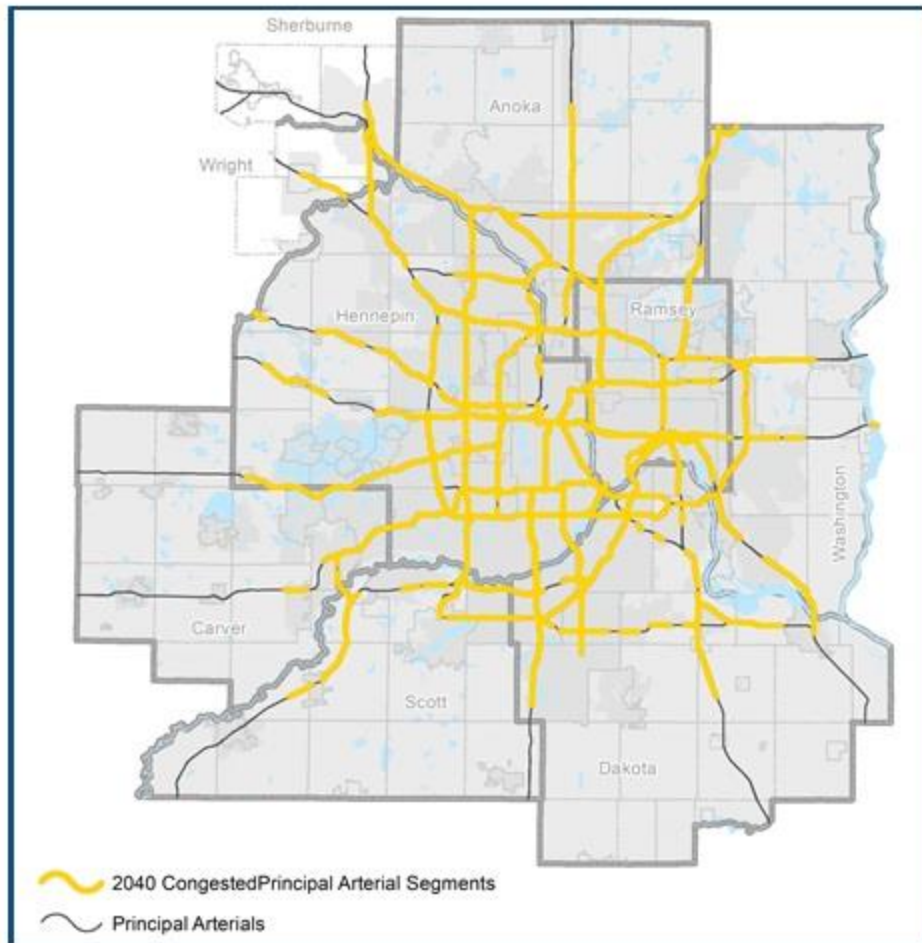 Sherburne
Anoka
Wright
Hennepin
Ramsey
Washington
Carver
Scott
Dakota
2040 CongestedPrincipal Arterial Segments
Principal Arterials